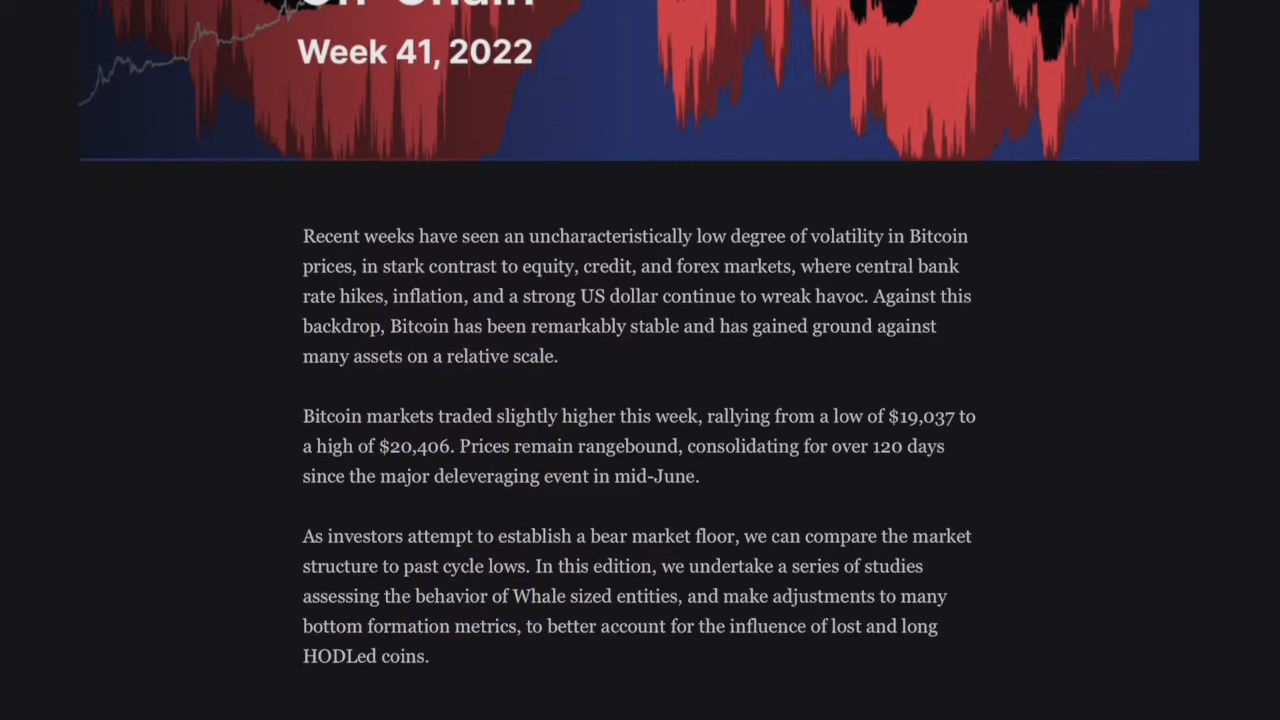 Week 41, 2022
Recent weeks have seen an uncharacteristically low degree of volatility in Bitcoin
prices, in stark contrast to equity, credit, and forex markets, where central bank
rate hikes, inflation, and a strong US dollar continue to wreak havoc. Against this
backdrop, Bitcoin has been remarkably stable and has gained ground against
many assets on a relative scale.
Bitcoin markets traded slightly higher this week, rallying from a low of $19,037 to
a high of $20,406. Prices remain rangebound, consolidating for over 120 days
since the major deleveraging event in mid-June.
As investors attempt to establish a bear market floor, we can compare the market
structure to past cycle lows. In this edition, we undertake a series of studies
assessing the behavior of Whale sized entities, and make adjustments to many
bottom formation metrics, to better account for the influence of lost and long
HODLed coins.